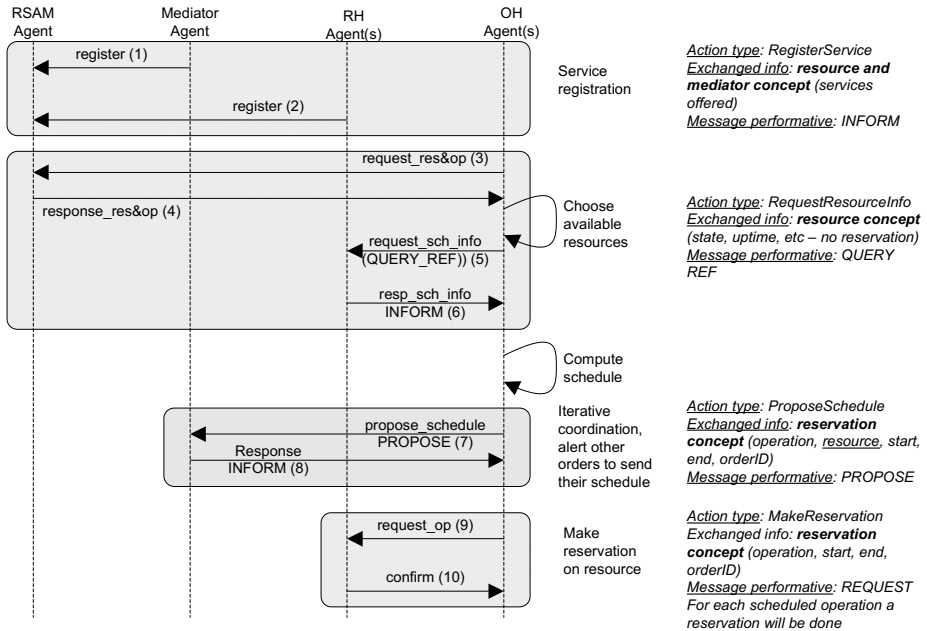 RSAM
Agent
Mediator
Agent
RH
Agent(s)
OH
Agent(s)
register (1)
register (2)
Service
registration
Action type: RegisterService
Exchanged info: resource and
mediator concept (services
offered)
Message performative: INFORM
request_res&op (3)
response_res&op (4)
Choose
available
resources
request_sch_info
(QUERY_REF)) (5)
resp_sch_info
INFORM (6)
Action type: RequestResourceInfo
Exchanged info: resource concept
(state, uptime, etc – no reservation)
Message performative: QUERY
REF
Compute
schedule
propose_schedule
PROPOSE (7)
Response
INFORM (8)
Iterative
coordination,
alert other
orders to send
their schedule
Action type: ProposeSchedule
Exchanged info: reservation
concept (operation, resource, start,
end, orderID)
Message performative: PROPOSE
request_op (9)
confirm (10)
Make
reservation
on resource
Action type: MakeReservation
Exchanged info: reservation
concept (operation, start, end,
orderID)
Message performative: REQUEST
For each scheduled operation a
reservation will be done